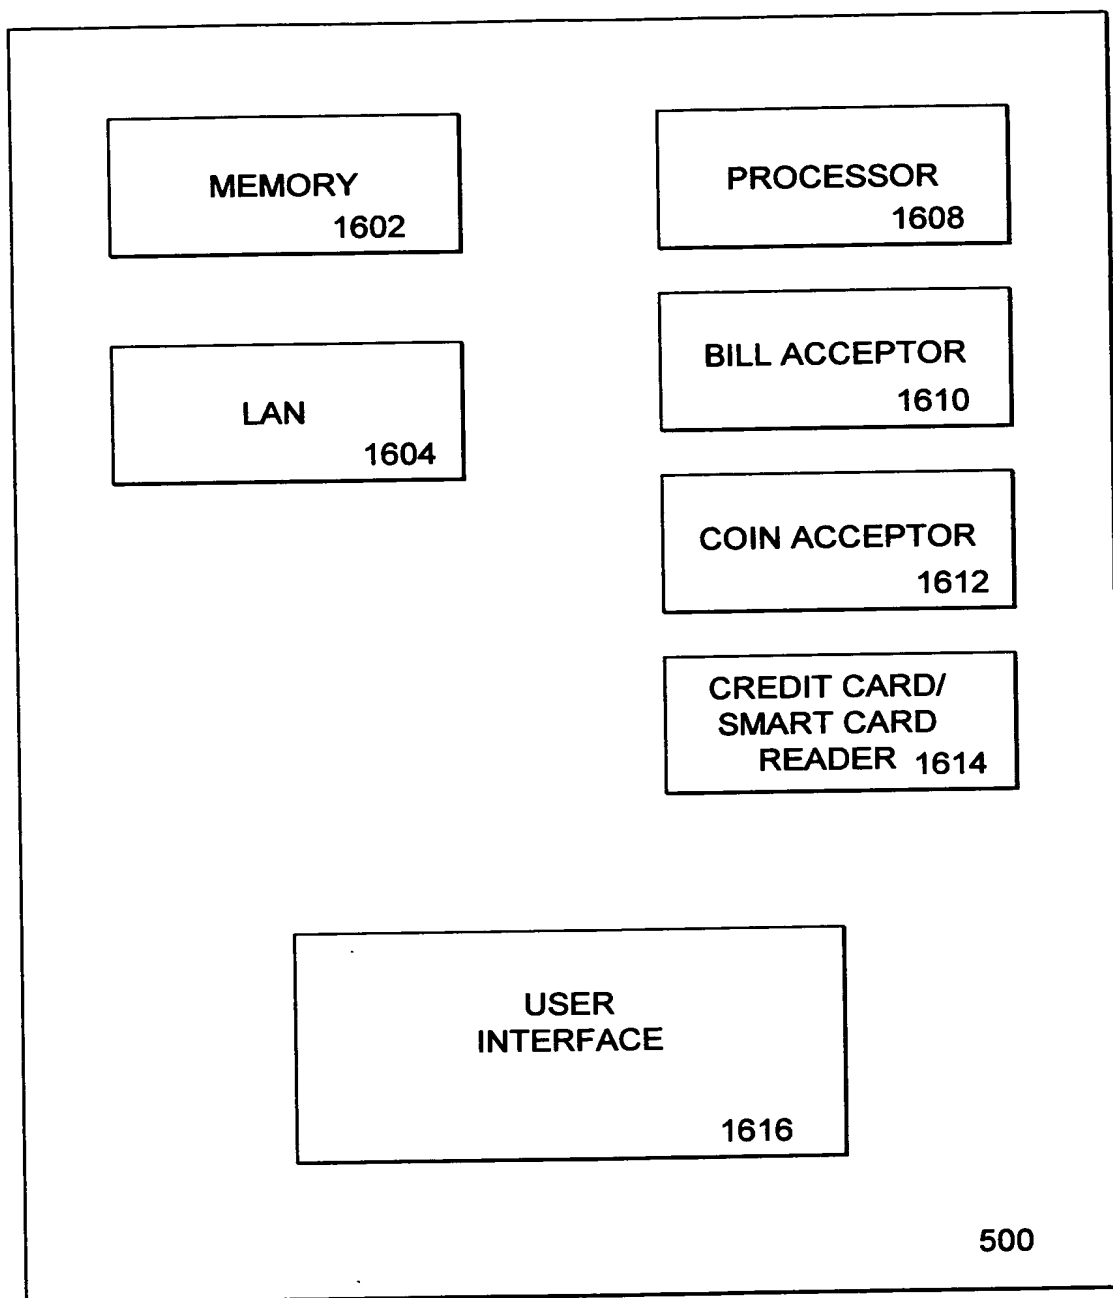 MEMORY
1602
PROCESSOR
1608
LAN
1604
BILL ACCEPTOR
1610
COIN ACCEPTOR
1612
CREDIT CARD/
SMART CARD
READER 1614
USER
INTERFACE
1616
500